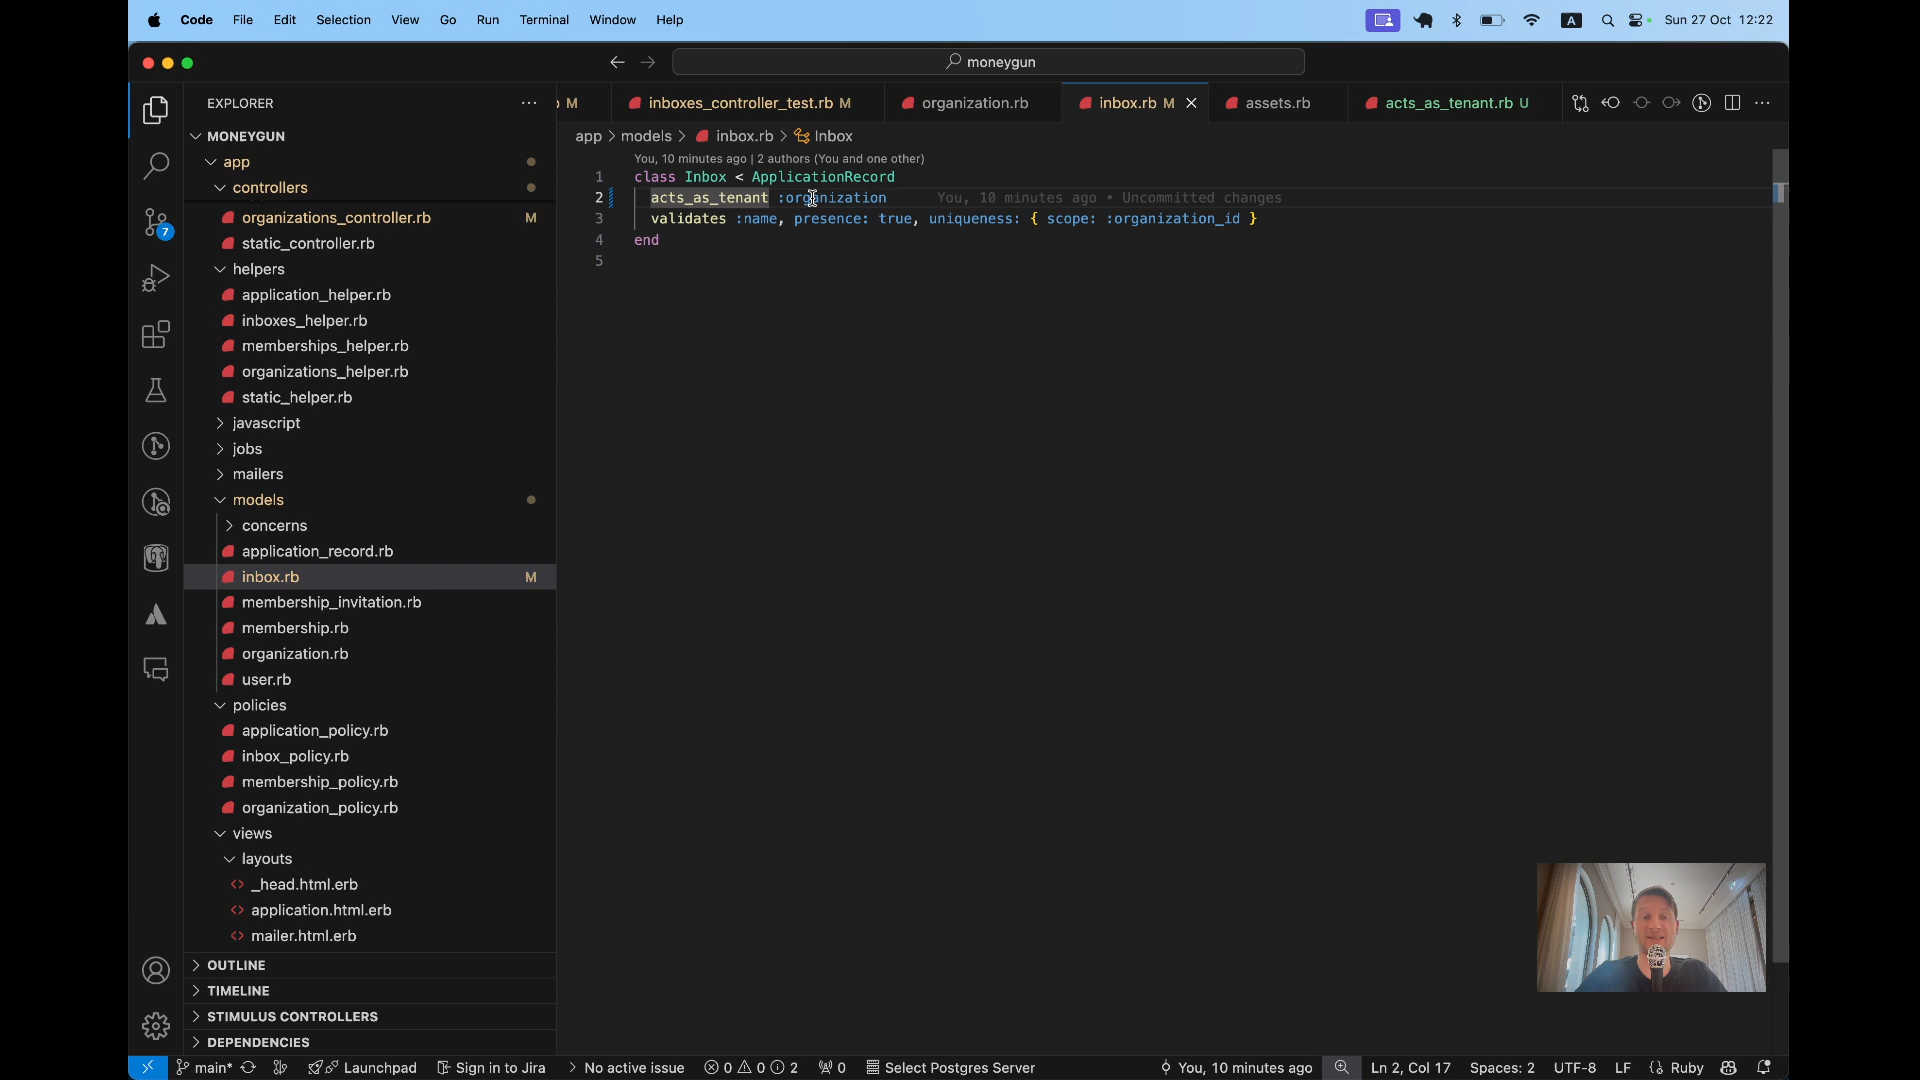 Code File Edit Selection View Go Run Terminal Window Help
A Sun 27 Oct 12:22
moneygun
EXPLORER
MONEYGUN
app
controllers
organizations_controller.rb M
static_controller.rb
helpers
application_helper.rb
inboxes_helper.rb
memberships_helper.rb
organizations_helper.rb
static_helper.rb
javascript
jobs
mailers
models
concerns
application_record.rb
inbox.rb M
membership_invitation.rb
membership.rb
organization.rb
user.rb
policies
application_policy.rb
inbox_policy.rb
membership_policy.rb
organization_policy.rb
views
layouts
_head.html.erb
application.html.erb
mailer.html.erb
OUTLINE
TIMELINE
STIMULUS CONTROLLERS
DEPENDENCIES
7
M inboxes_controller_test.rb M organization.rb inbox.rb M assets.rb acts_as_tenant.rb U
app > models > inbox.rb > Inbox
You, 10 minutes ago | 2 authors (You and one other)
1 class Inbox < ApplicationRecord
2 acts_as_tenant :organization You, 10 minutes ago • Uncommitted changes
3 validates :name, presence: true, uniqueness: { scope: :organization_id }
4 end
5
main* Launchpad Sign in to Jira No active issue 0 0 2 0 Select Postgres Server You, 10 minutes ago Ln 2, Col 17 Spaces: 2 UTF-8 LF Ruby